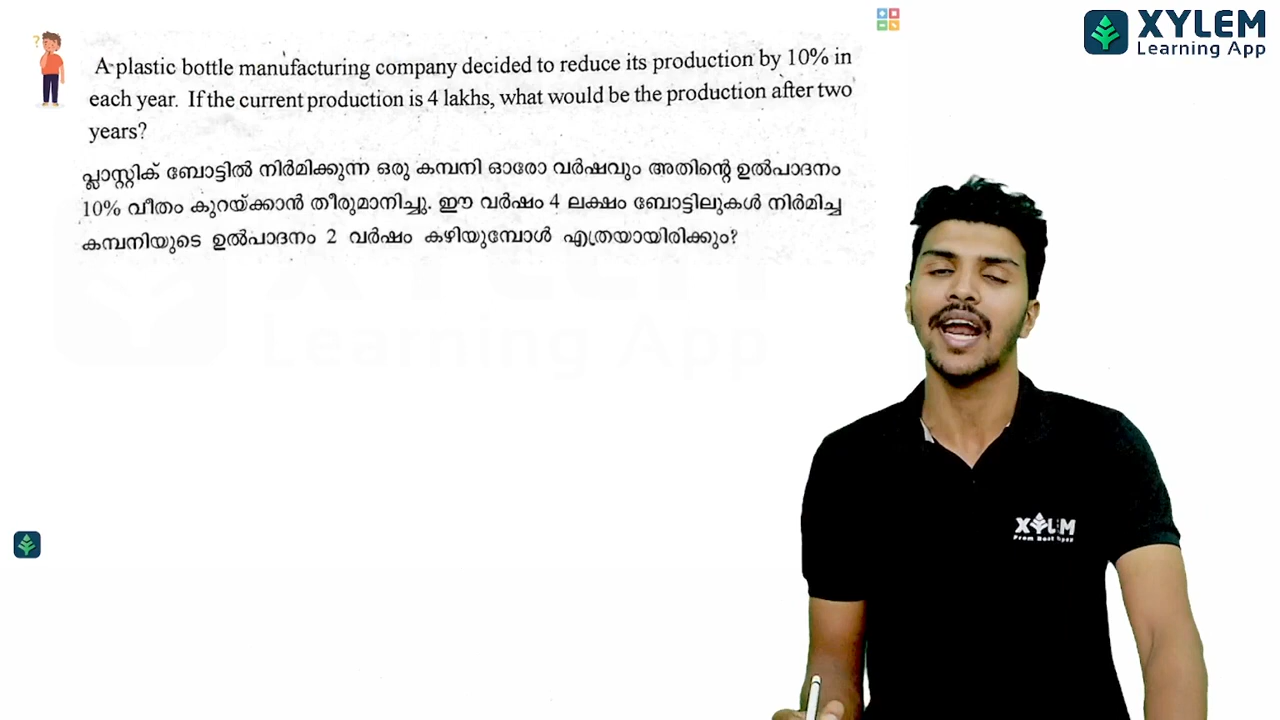 XYLEM
Learning App
A plastic bottle manufacturing company decided to reduce its production by 10% in
each year. If the current production is 4 lakhs, what would be the production after two
years?
പ്ലാസ്റ്റിക് ബോട്ടിൽ നിർമിക്കുന്ന ഒരു കമ്പനി ഓരോ വർഷവും അതിന്റെ ഉൽപാദനം
10% വീതം കുറയ്ക്കാൻ തീരുമാനിച്ചു. ഈ വർഷം 4 ലക്ഷം ബോട്ടിലുകൾ നിർമിച്ച
കമ്പനിയുടെ ഉൽപാദനം 2 വർഷം കഴിയുമ്പോൾ എത്രയായിരിക്കും?
Learning App
XYLEM